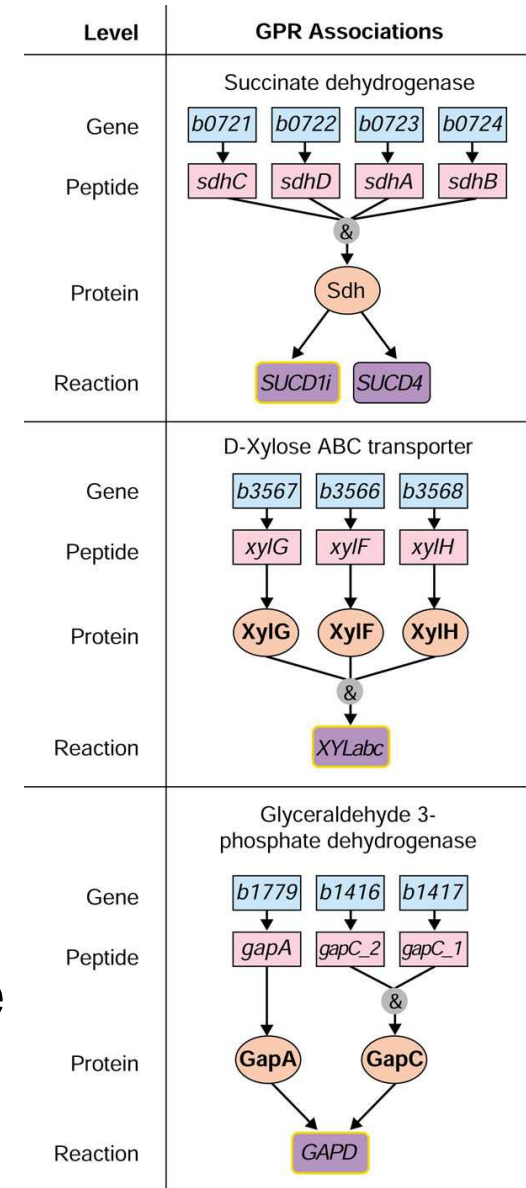 Level GPR Associations
Succinate dehydrogenase
Gene b0721 b0722 b0723 b0724
Peptide sdhC sdhD sdhA sdhB
&
Protein Sdh
Reaction SUCD1i SUCD4
D-Xylose ABC transporter
Gene b3567 b3566 b3568
Peptide xylG xylF xylH
Protein XylG XylF XylH
&
Reaction XYLabc
Glyceraldehyde 3-
phosphate dehydrogenase
Gene b1779 b1416 b1417
Peptide gapA gapC_2 gapC_1
e
&
Protein GapA GapC
Reaction GAPD